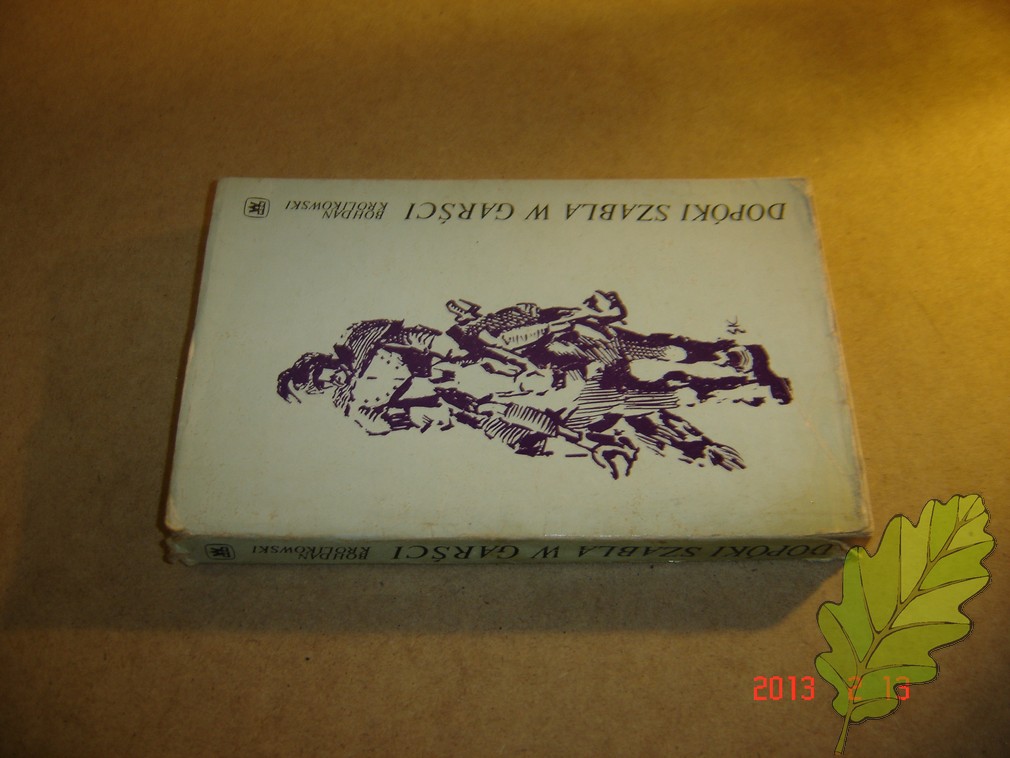 DOPÓKI SZABLA W GARŚCI
BOHDAN
KRÓLIKOWSKI
DOPÓKI SZABLA W GARŚCI
BOHDAN
KRÓLIKOWSKI
2013 2 13